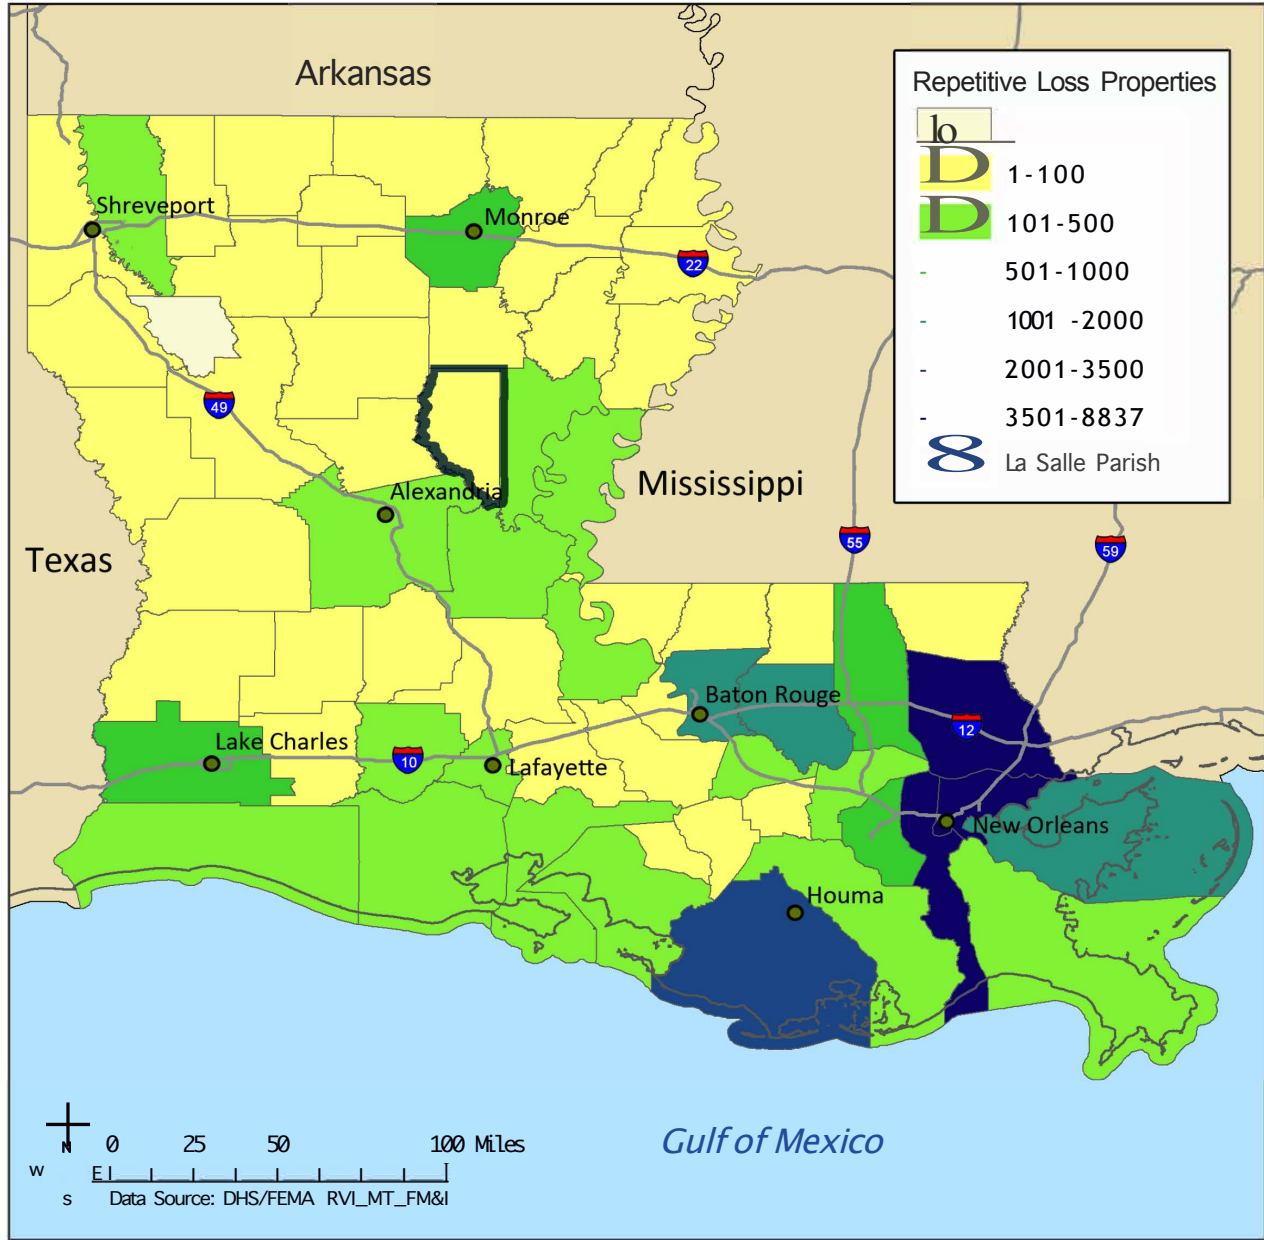 Arkansas
Repetitive Loss Properties
lo
D 1-100
D 101-500
- 501-1000
- 1001 -2000
- 2001-3500
- 3501-8837
8 La Salle Parish
Shreveport
Monroe
22
49
Mississippi
Alexandria
55
59
Texas
Baton Rouge
12
Lake Charles
10
Lafayette
New Orleans
Houma
Gulf of Mexico
N
W
E
S
0 25 50 100 Miles
Data Source: DHS/FEMA RVI_MT_FM&I